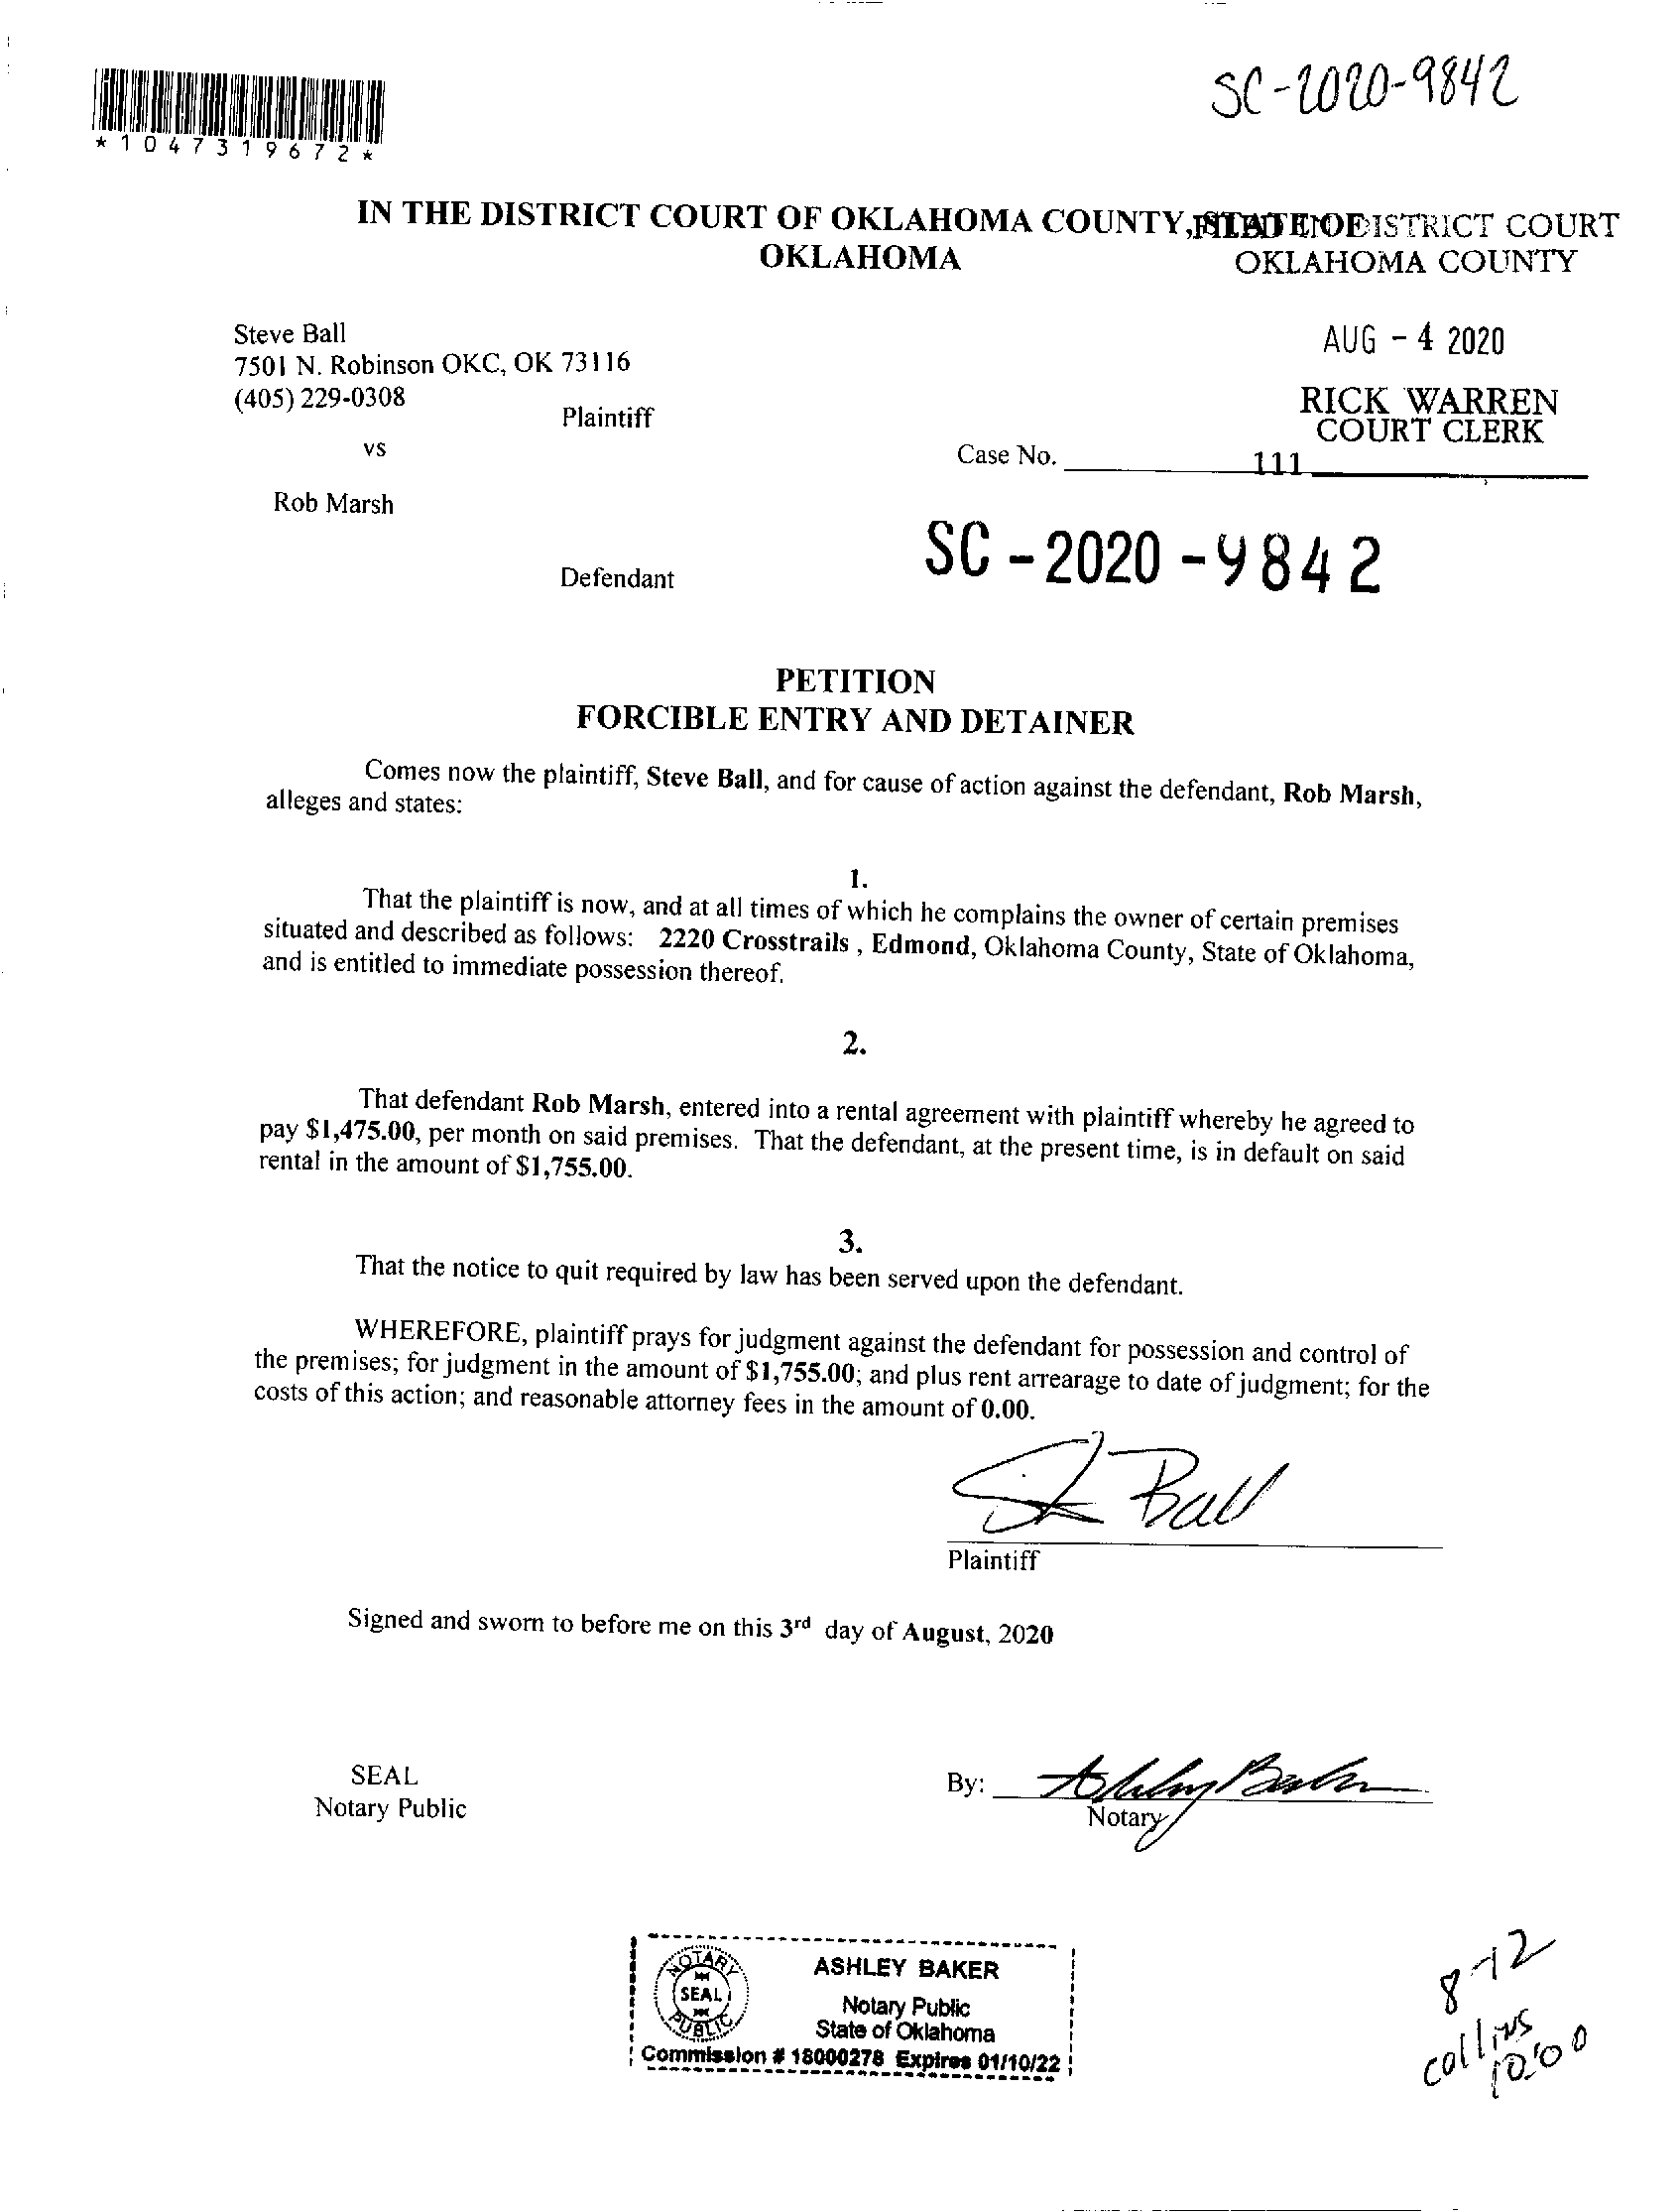 SC-2020-9842
*1047319672*
IN THE DISTRICT COURT OF OKLAHOMA COUNTY, STATE OF
OKLAHOMA
FILED IN DISTRICT COURT
OKLAHOMA COUNTY
AUG - 4 2020
RICK WARREN
COURT CLERK
Steve Ball
7501 N. Robinson OKC, OK 73116
(405) 229-0308
Plaintiff
vs
Case No. 111
Rob Marsh
SC - 2020 - 9842
Defendant
PETITION
FORCIBLE ENTRY AND DETAINER
Comes now the plaintiff, Steve Ball, and for cause of action against the defendant, Rob Marsh,
alleges and states:
1.
That the plaintiff is now, and at all times of which he complains the owner of certain premises
situated and described as follows: 2220 Crosstrails , Edmond, Oklahoma County, State of Oklahoma,
and is entitled to immediate possession thereof.
2.
That defendant Rob Marsh, entered into a rental agreement with plaintiff whereby he agreed to
pay $1,475.00, per month on said premises. That the defendant, at the present time, is in default on said
rental in the amount of $1,755.00.
3.
That the notice to quit required by law has been served upon the defendant.
WHEREFORE, plaintiff prays for judgment against the defendant for possession and control of
the premises; for judgment in the amount of $1,755.00; and plus rent arrearage to date of judgment; for the
costs of this action; and reasonable attorney fees in the amount of 0.00.
St Ball
Plaintiff
Signed and sworn to before me on this 3rd day of August, 2020
SEAL
Notary Public
By: Ashley Baker
Notary
NOTARY
SEAL
PUBLIC
ASHLEY BAKER
Notary Public
State of Oklahoma
Commission # 18000278 Expires 01/10/22
8-12
collins
10:00